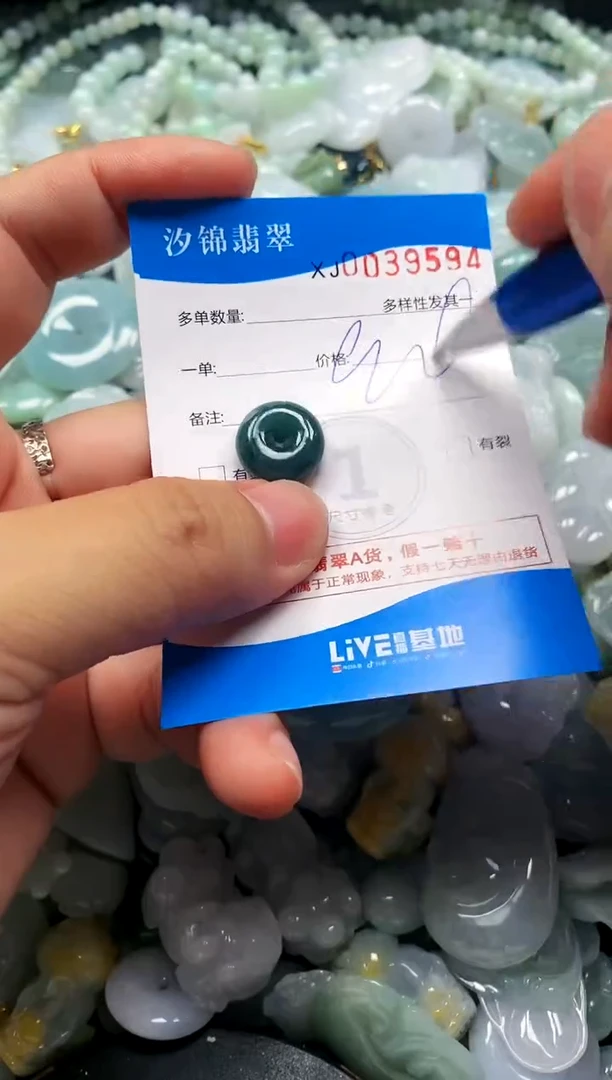 汐锦翡翠
XJ0039594
多单数量: 多样性发其一
一单: 价格:
备注:
有 有裂
翡翠A货，假一赔十
属于正常现象，支持七天无理由退货
LiVE 基地